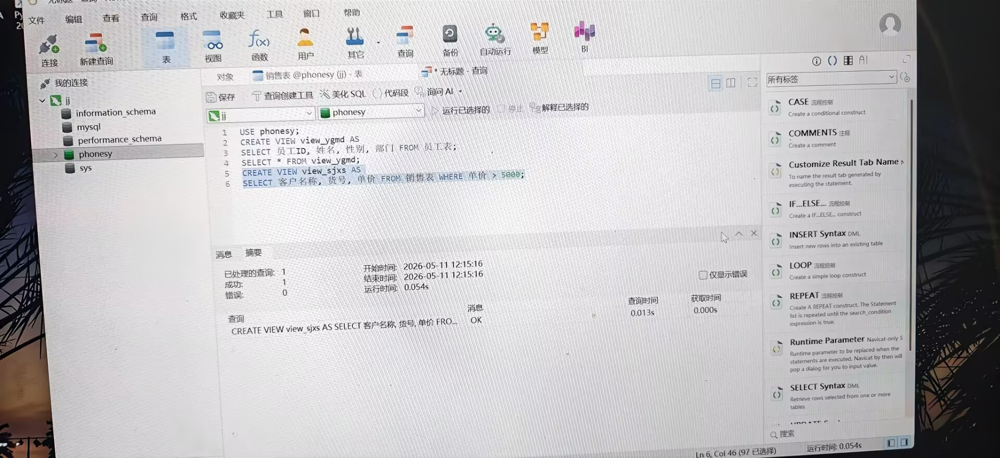 文件 编辑 查看 查询 格式 收藏夹 工具 窗口 帮助
连接 新建查询 表 视图 函数 用户 其它 查询 备份 自动运行 模型 BI
我的连接
jj
information_schema
mysql
performance_schema
phonesy
sys
对象 销售表 @phonesy (jj) - 表 * 无标题 - 查询
保存 查询创建工具 美化 SQL () 代码段 询问 AI
jj phonesy 运行已选择的 停止 解释已选择的
1 USE phonesy;
2 CREATE VIEW view_ygmd AS
3 SELECT 员工ID, 姓名, 性别, 部门 FROM 员工表;
4 SELECT * FROM view_ygmd;
5 CREATE VIEW view_sjxs AS
6 SELECT 客户名称, 货号, 单价 FROM 销售表 WHERE 单价 > 5000;
消息 摘要
已处理的查询: 1
成功: 1
错误: 0
开始时间: 2026-05-11 12:15:16
结束时间: 2026-05-11 12:15:16
运行时间: 0.054s
仅显示错误
查询 消息 查询时间 获取时间
CREATE VIEW view_sjxs AS SELECT 客户名称, 货号, 单价 FRO... OK 0.013s 0.000s
所有标签
CASE 流程控制
Create a conditional construct
COMMENTS 注释
Create a comment
Customize Result Tab Name
To name the result tab generated by
executing the statement.
IF...ELSE... 流程控制
Create a IF...ELSE... construct
INSERT Syntax DML
Insert new rows into an existing table
LOOP 流程控制
Create a simple loop construct
REPEAT 流程控制
Create A REPEAT construct. The Statement
list is repeated until the search_condition
expression is true.
Runtime Parameter Navicat-only S
Runtime parameter to be replaced when the
statements are executed. Navicat by then will
pop a dialog for you to input value.
SELECT Syntax DML
Retrieve rows selected from one or more
tables
搜索
Ln 6, Col 46 (97 已选择) 运行时间: 0.054s